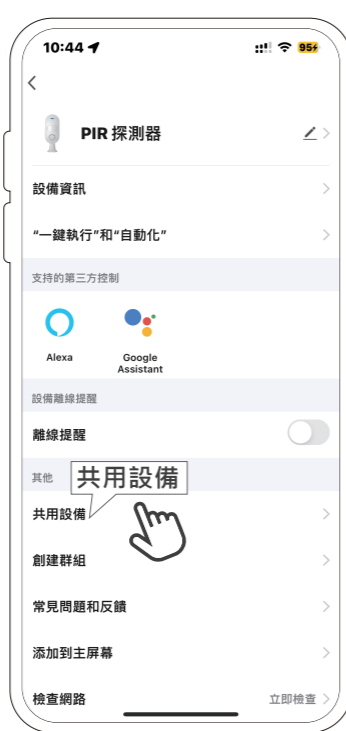 10:44
95
PIR 探測器
設備資訊
“一鍵執行”和“自動化”
支持的第三方控制
Alexa
Google
Assistant
設備離線提醒
離線提醒
其他
共用設備
共用設備
創建群組
常見問題和反饋
添加到主屏幕
檢查網路 立即檢查